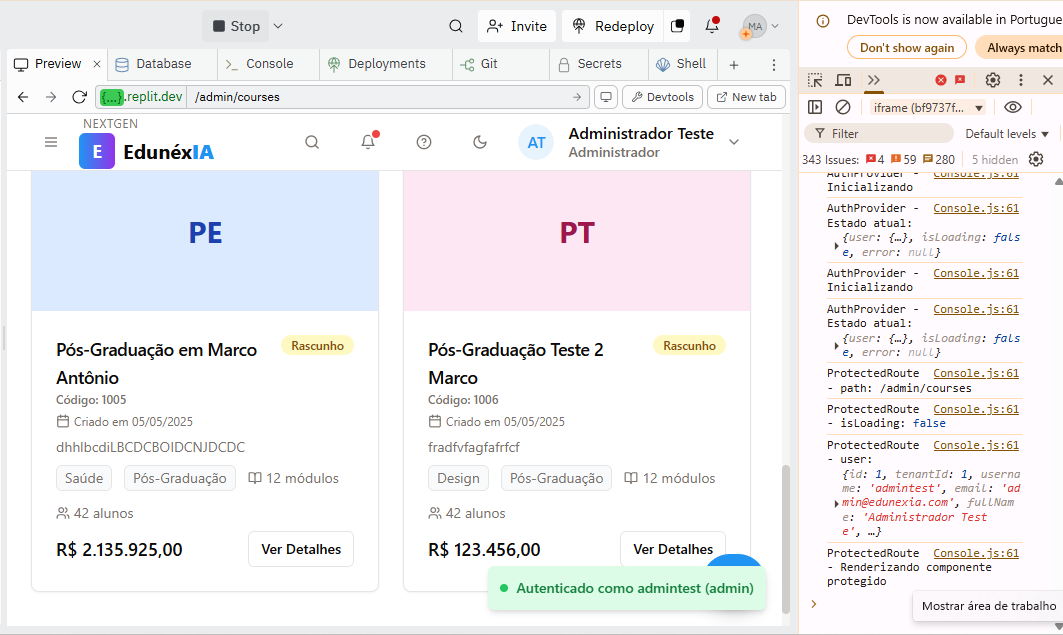 Stop
Invite
Redeploy
MA
Preview
Database
Console
Deployments
Git
Secrets
Shell
{...}.replit.dev /admin/courses
Devtools
New tab
NEXTGEN
E EdunéxIA
AT
Administrador Teste
Administrador
PE
PT
Pós-Graduação em Marco
Antônio
Rascunho
Código: 1005
Criado em 05/05/2025
dhhlbcdiLBCDCBOIDCNJDCDC
Saúde
Pós-Graduação
12 módulos
42 alunos
R$ 2.135.925,00
Ver Detalhes
Pós-Graduação Teste 2
Marco
Rascunho
Código: 1006
Criado em 05/05/2025
fradfvfagfafrfcf
Design
Pós-Graduação
12 módulos
42 alunos
R$ 123.456,00
Ver Detalhes
Autenticado como admintest (admin)
DevTools is now available in Portugue
Don't show again
Always match
iframe (bf9737f...
Filter
Default levels
343 Issues: 4 59 280
5 hidden
AuthProvider - Console.js:61
Inicializando
AuthProvider - Console.js:61
Estado atual:
{user: {…}, isLoading: fals
e, error: null}
AuthProvider - Console.js:61
Inicializando
AuthProvider - Console.js:61
Estado atual:
{user: {…}, isLoading: fals
e, error: null}
ProtectedRoute Console.js:61
- path: /admin/courses
ProtectedRoute Console.js:61
- isLoading: false
ProtectedRoute Console.js:61
- user:
{id: 1, tenantId: 1, userna
me: 'admintest', email: 'ad
min@edunexia.com', fullNam
e: 'Administrador Test
e', …}
ProtectedRoute Console.js:61
- Renderizando componente
protegido
Mostrar área de trabalho